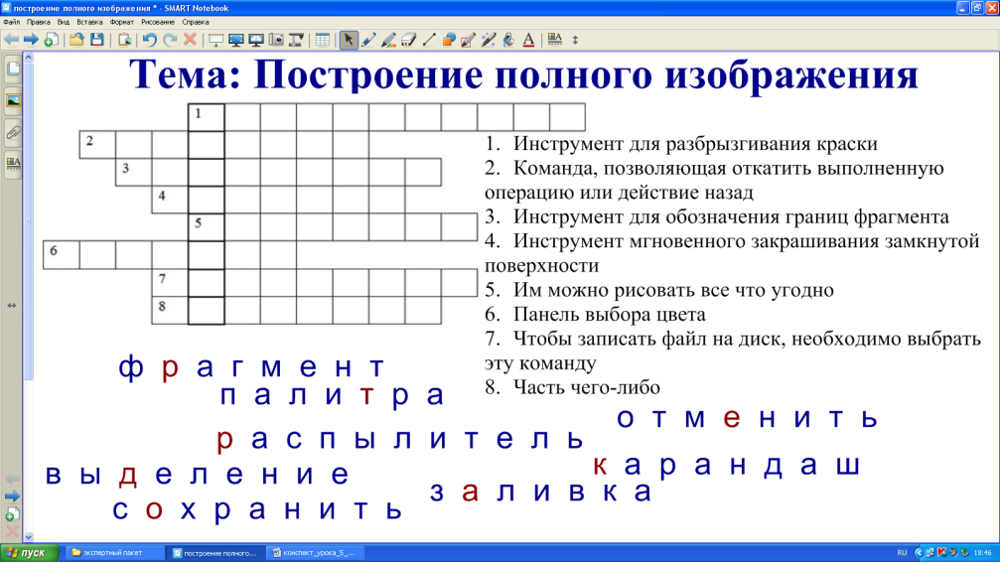 построение полного изображения * - SMART Notebook
Файл Правка Вид Вставка Формат Рисование Справка
Тема: Построение полного изображения
1
2
3
4
5
6
7
8
1. Инструмент для разбрызгивания краски
2. Команда, позволяющая откатить выполненную
операцию или действие назад
3. Инструмент для обозначения границ фрагмента
4. Инструмент мгновенного закрашивания замкнутой
поверхности
5. Им можно рисовать все что угодно
6. Панель выбора цвета
7. Чтобы записать файл на диск, необходимо выбрать
эту команду
8. Часть чего-либо
ф р а г м е н т
п а л и т р а
о т м е н и т ь
р а с п ы л и т е л ь
к а р а н д а ш
в ы д е л е н и е
з а л и в к а
с о х р а н и т ь
пуск экспертный пакет построение полного... конспект_урока_5_... RU 18:46